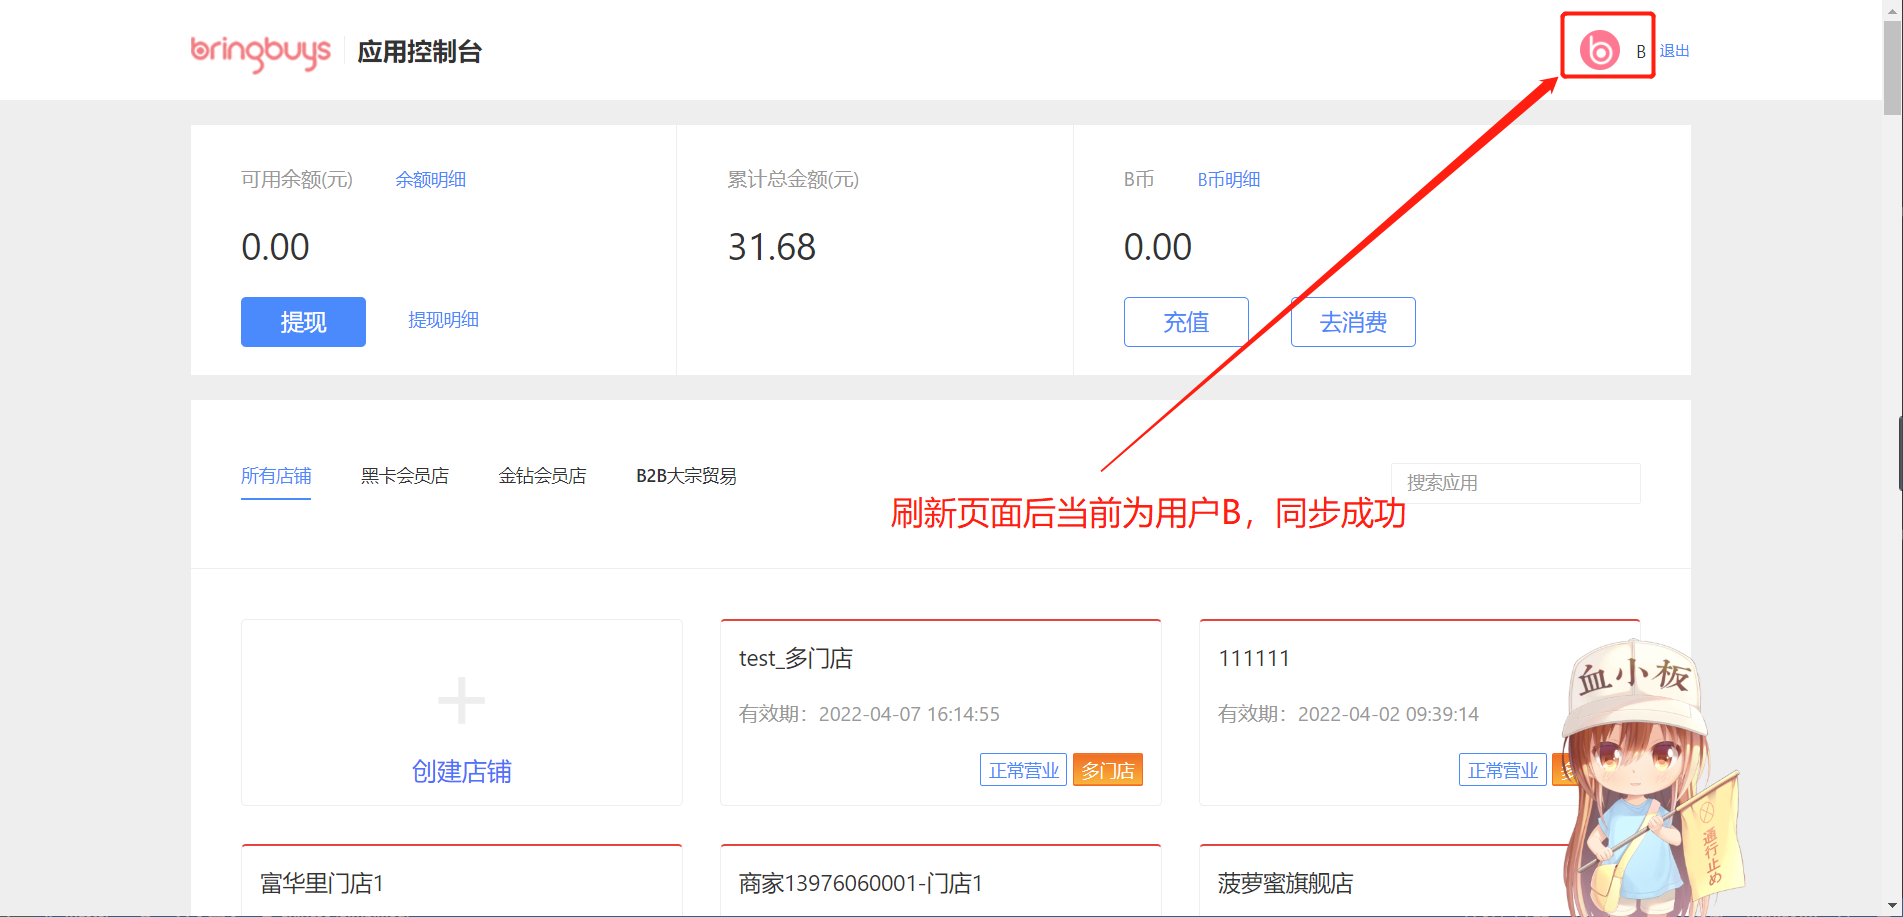 bringbuys 应用控制台
B 退出
可用余额(元) 余额明细
累计总金额(元)
B币 B币明细
0.00
31.68
0.00
提现 提现明细
充值 去消费
所有店铺 黑卡会员店 金钻会员店 B2B大宗贸易
搜索应用
刷新页面后当前为用户B，同步成功
创建店铺
test_多门店
有效期：2022-04-07 16:14:55
正常营业 多门店
111111
有效期：2022-04-02 09:39:14
正常营业
血小板
通行止め
富华里门店1
商家13976060001-门店1
菠萝蜜旗舰店